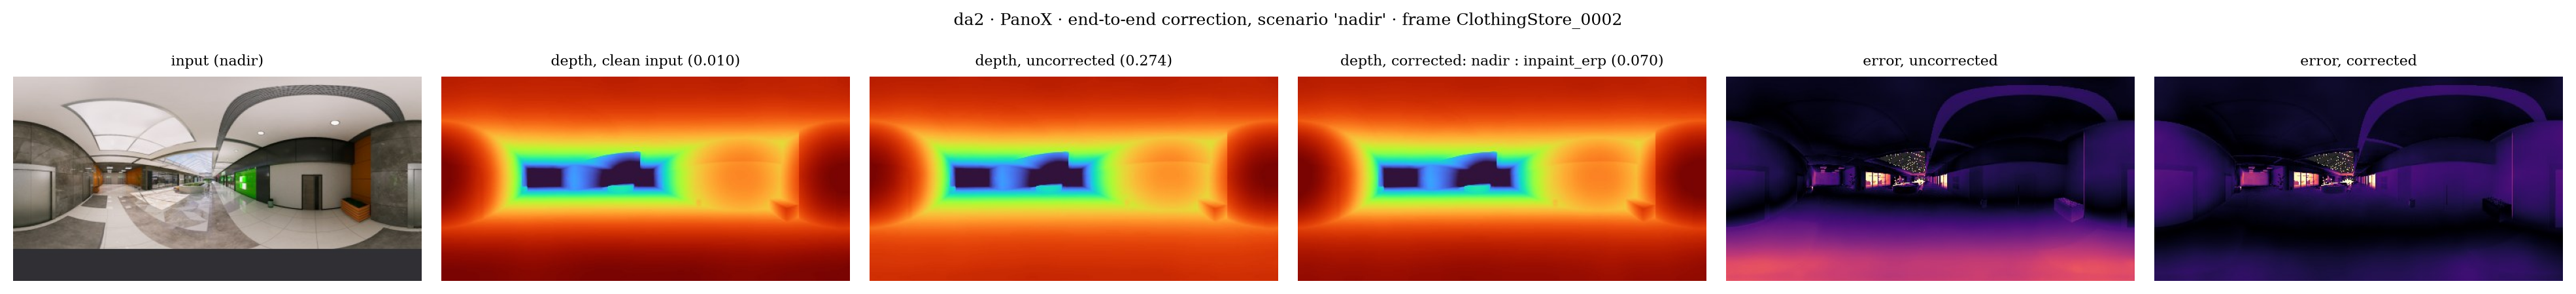 da2 · PanoX · end-to-end correction, scenario 'nadir' · frame ClothingStore_0002
input (nadir)
depth, clean input (0.010)
depth, uncorrected (0.274)
depth, corrected: nadir : inpaint_erp (0.070)
error, uncorrected
error, corrected